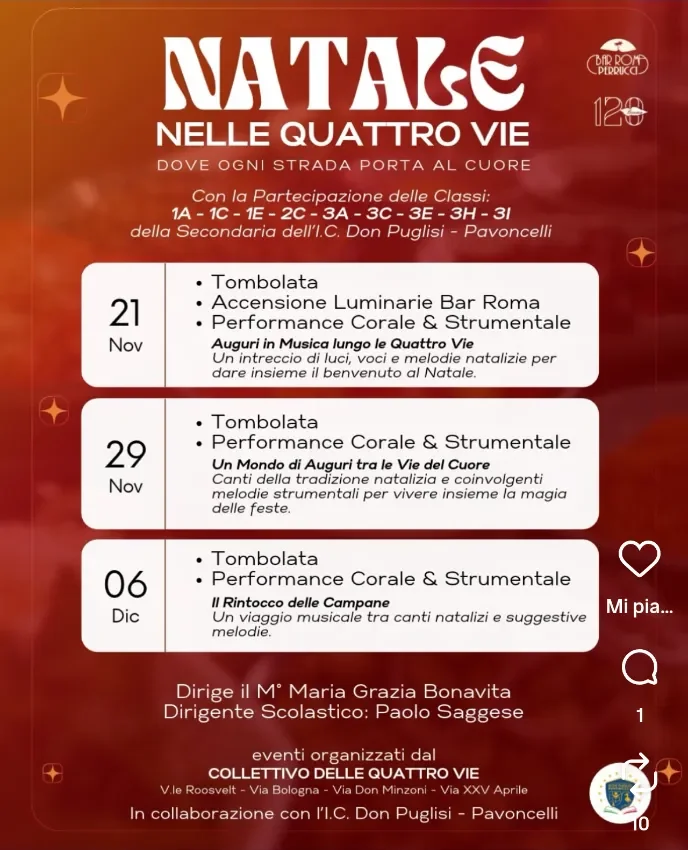 NATALE
NELLE QUATTRO VIE
DOVE OGNI STRADA PORTA AL CUORE
BAR ROMA
PERRUCCI
120
Con la Partecipazione delle Classi:
1A - 1C - 1E - 2C - 3A - 3C - 3E - 3H - 3I
della Secondaria dell'I.C. Don Puglisi - Pavoncelli
21
Nov
• Tombolata
• Accensione Luminarie Bar Roma
• Performance Corale & Strumentale
Auguri in Musica lungo le Quattro Vie
Un intreccio di luci, voci e melodie natalizie per
dare insieme il benvenuto al Natale.
29
Nov
• Tombolata
• Performance Corale & Strumentale
Un Mondo di Auguri tra le Vie del Cuore
Canti della tradizione natalizia e coinvolgenti
melodie strumentali per vivere insieme la magia
delle feste.
06
Dic
• Tombolata
• Performance Corale & Strumentale
Il Rintocco delle Campane
Un viaggio musicale tra canti natalizi e suggestive
melodie.
Mi pia...
1
10
Dirige il M° Maria Grazia Bonavita
Dirigente Scolastico: Paolo Saggese
eventi organizzati dal
COLLETTIVO DELLE QUATTRO VIE
V.le Roosvelt - Via Bologna - Via Don Minzoni - Via XXV Aprile
In collaborazione con l'I.C. Don Puglisi - Pavoncelli